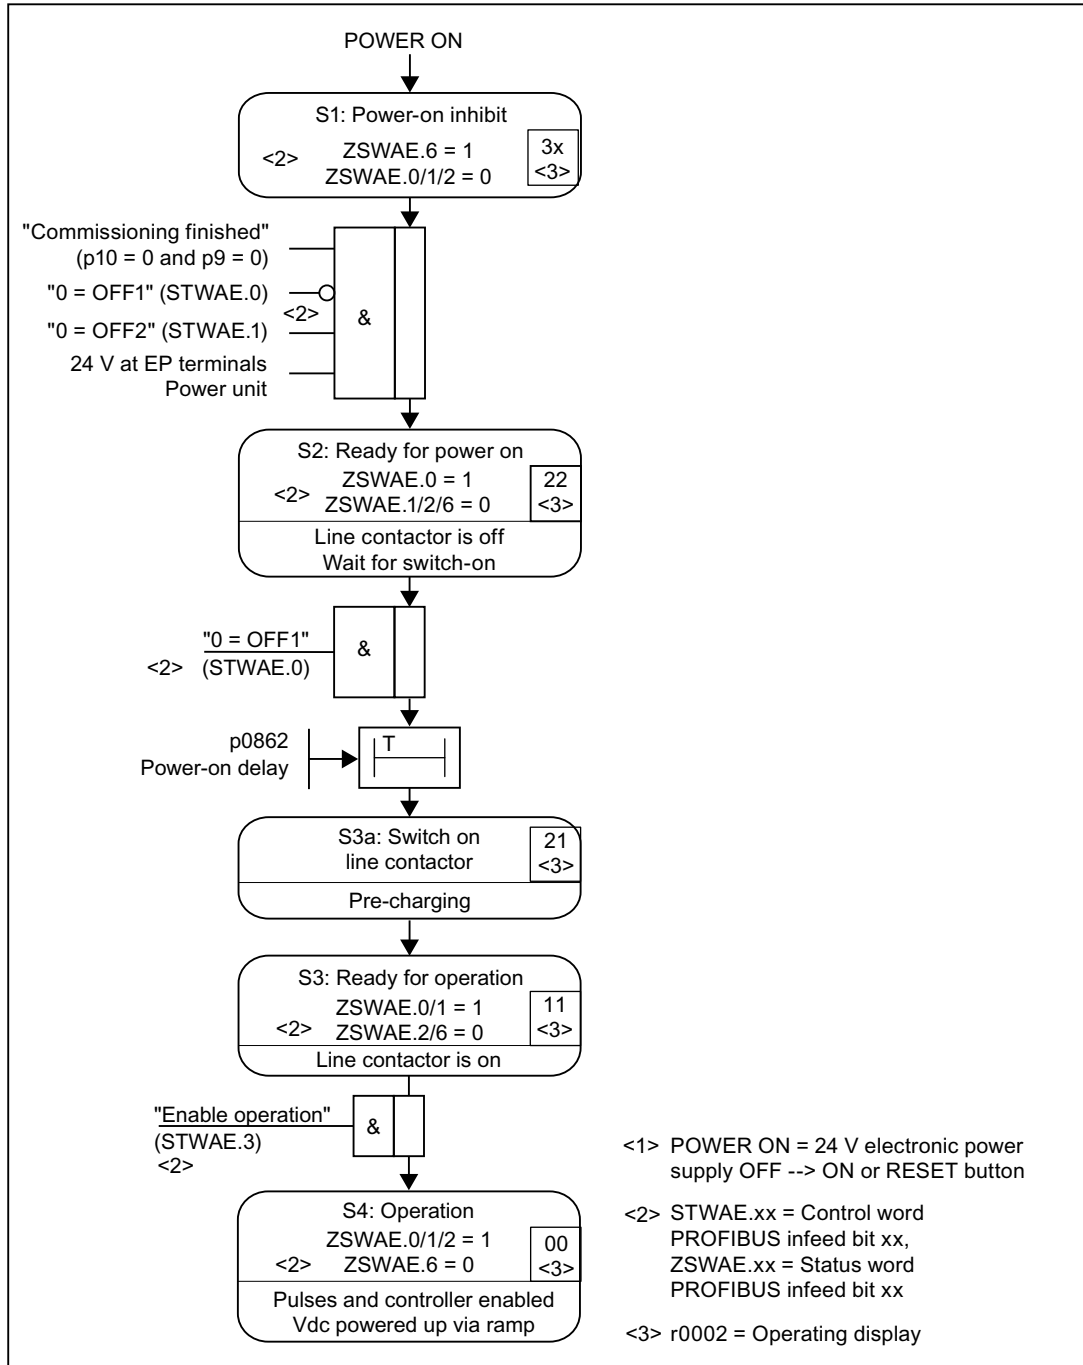 POWER ON
S1: Power-on inhibit
<2>
ZSWAE.6 = 1
ZSWAE.0/1/2 = 0
3x
<3>
"Commissioning finished"
(p10 = 0 and p9 = 0)
"0 = OFF1" (STWAE.0)
<2>
"0 = OFF2" (STWAE.1)
24 V at EP terminals
Power unit
&
S2: Ready for power on
<2>
ZSWAE.0 = 1
ZSWAE.1/2/6 = 0
22
<3>
Line contactor is off
Wait for switch-on
"0 = OFF1"
<2> (STWAE.0)
&
p0862
Power-on delay
T
S3a: Switch on
line contactor
21
<3>
Pre-charging
S3: Ready for operation
ZSWAE.0/1 = 1
<2> ZSWAE.2/6 = 0
11
<3>
Line contactor is on
"Enable operation"
(STWAE.3)
<2>
&
S4: Operation
ZSWAE.0/1/2 = 1
<2> ZSWAE.6 = 0
00
<3>
Pulses and controller enabled
Vdc powered up via ramp
<1> POWER ON = 24 V electronic power
supply OFF --> ON or RESET button
<2> STWAE.xx = Control word
PROFIBUS infeed bit xx,
ZSWAE.xx = Status word
PROFIBUS infeed bit xx
<3> r0002 = Operating display